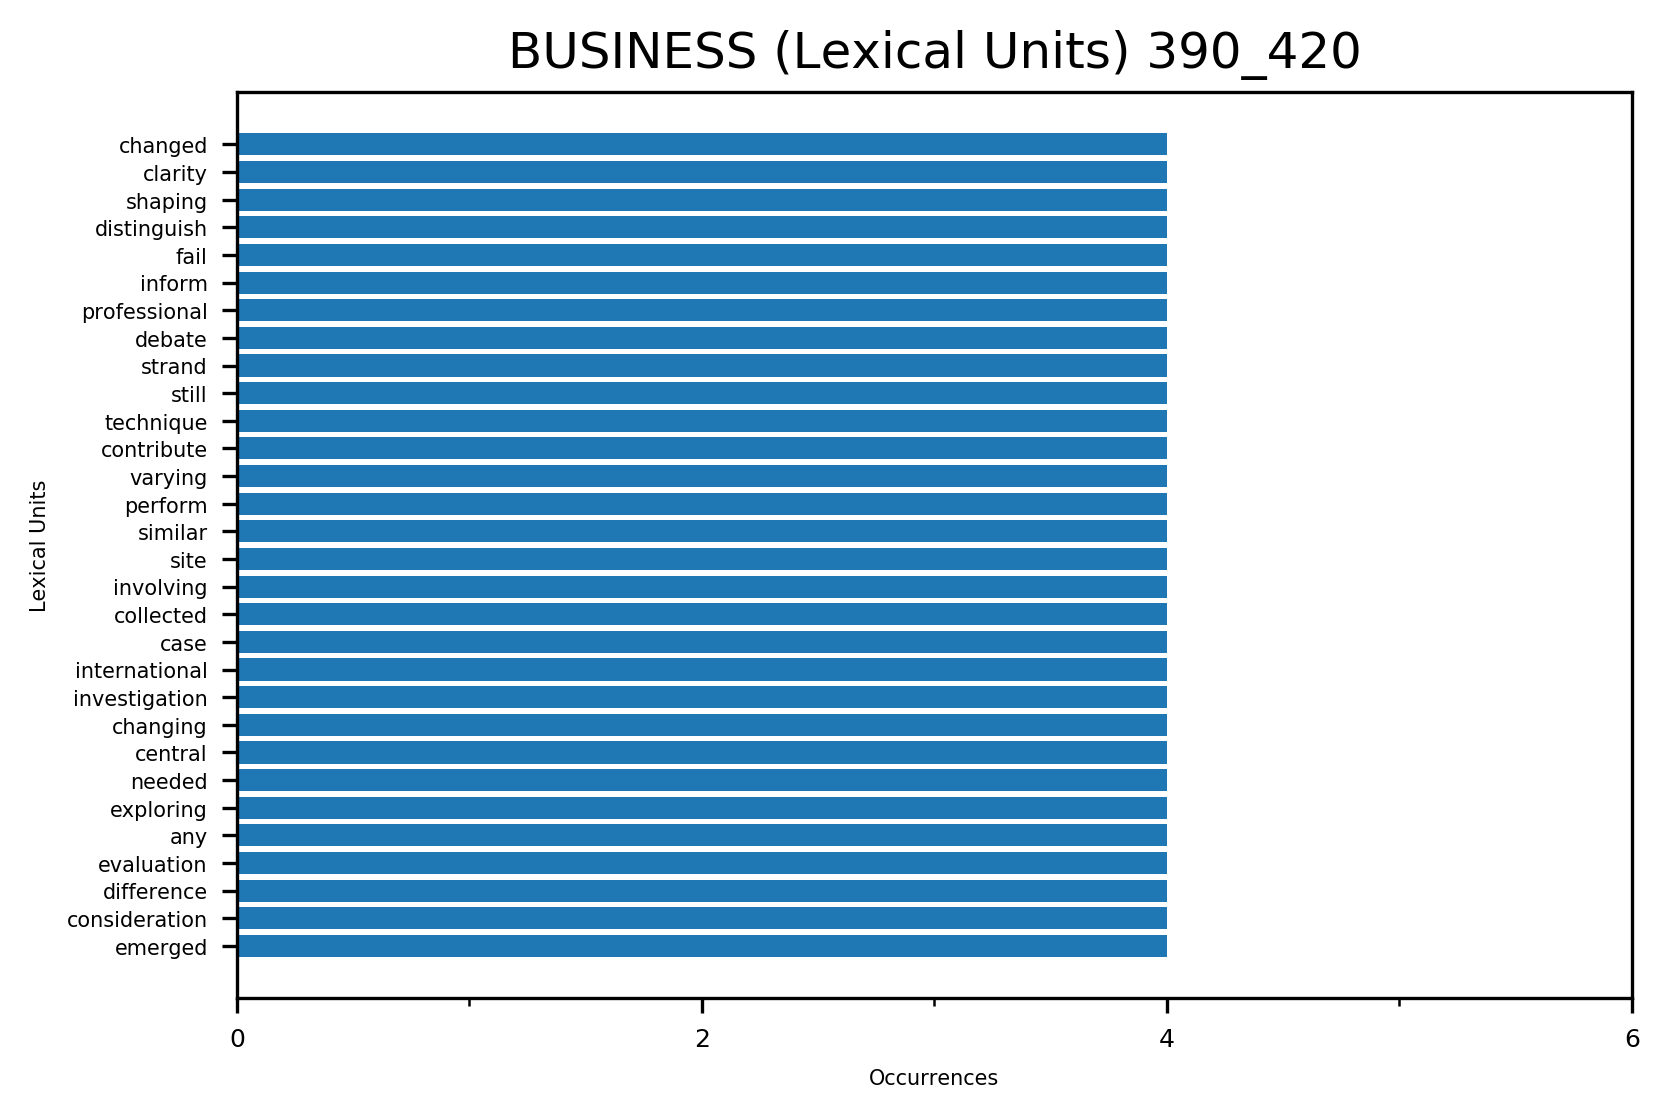 BUSINESS (Lexical Units) 390_420
changed
clarity
shaping
distinguish
fail
inform
professional
debate
strand
still
technique
contribute
varying
perform
similar
site
involving
collected
case
international
investigation
changing
central
needed
exploring
any
evaluation
difference
consideration
emerged
Lexical Units
0 2 4 6
Occurrences